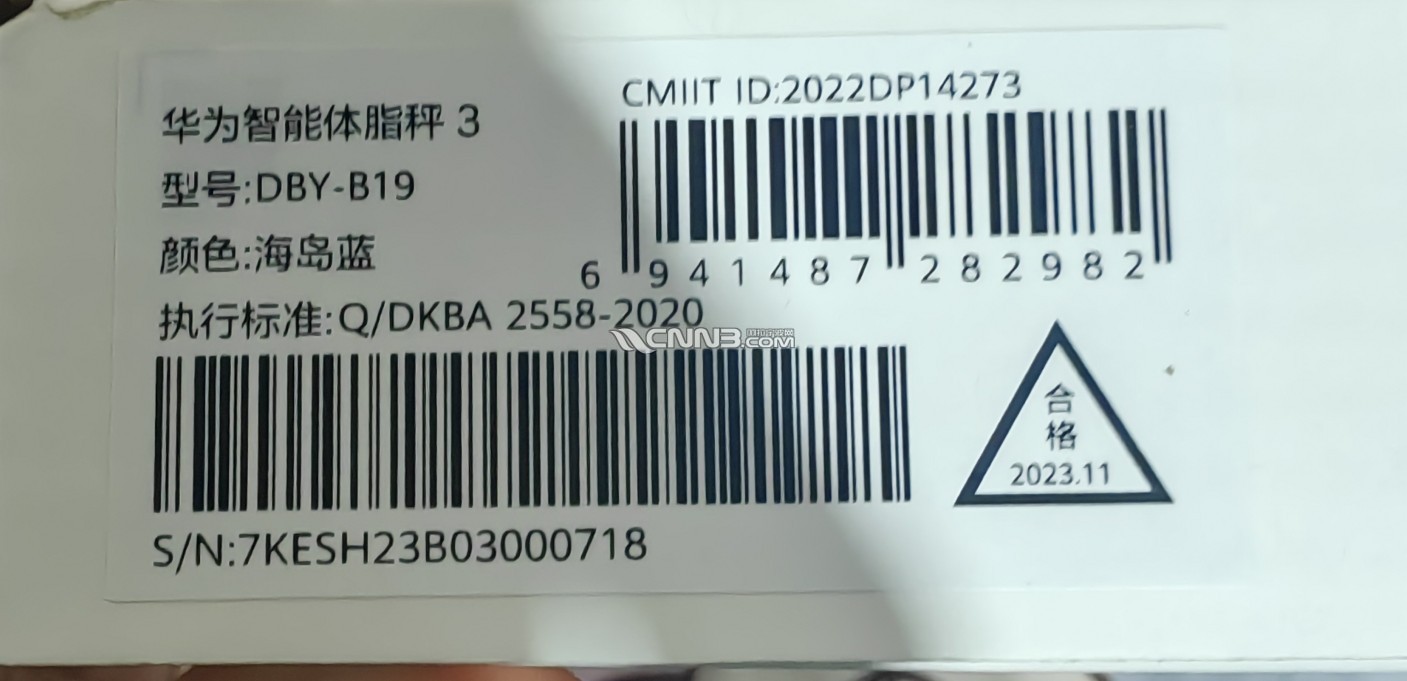 华为智能体脂秤 3
型号:DBY-B19
颜色:海岛蓝
执行标准:Q/DKBA 2558-2020
S/N:7KESH23B03000718
CMIIT ID:2022DP14273
6 941487 282982
合
格
2023.11
CNN3.COM